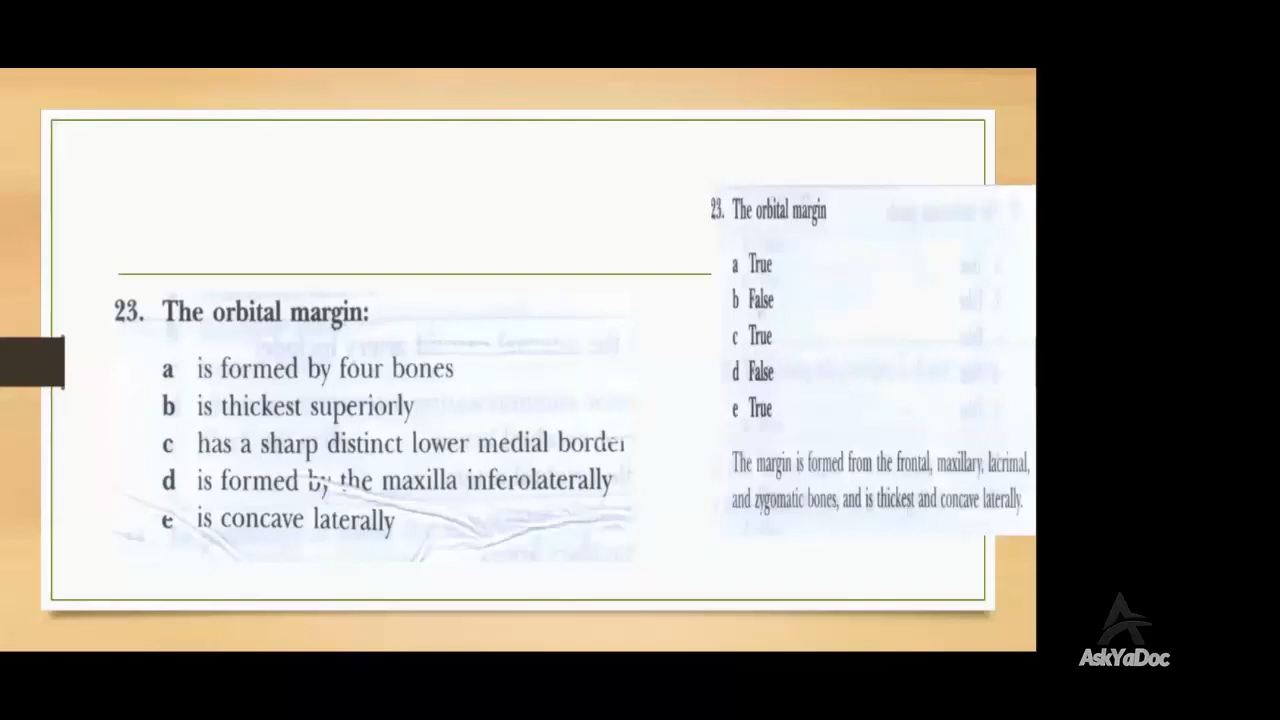 23. The orbital margin:
a is formed by four bones
b is thickest superiorly
c has a sharp distinct lower medial border
d is formed by the maxilla inferolaterally
e is concave laterally
23. The orbital margin
a True
b False
c True
d False
e True
The margin is formed from the frontal, maxillary, lacrimal,
and zygomatic bones, and is thickest and concave laterally.
AskYaDoc